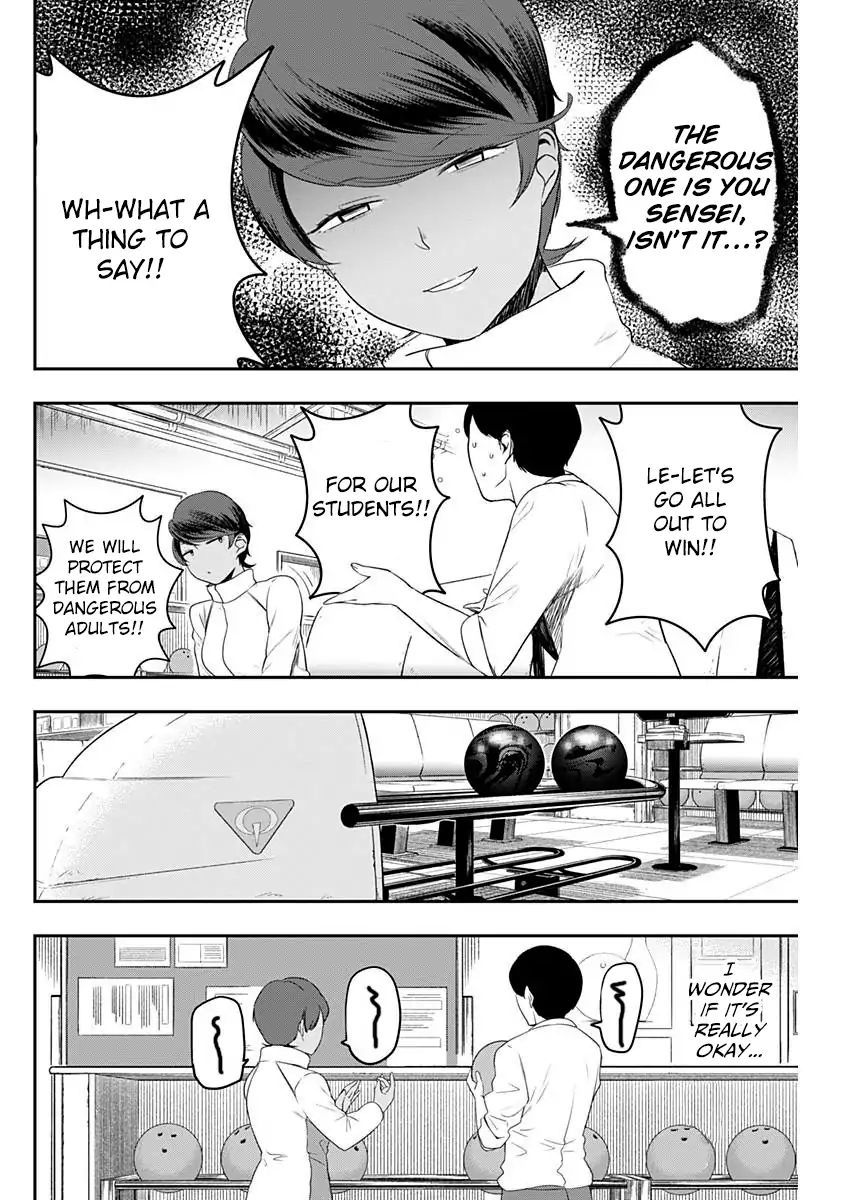 THE
DANGEROUS
ONE IS YOU
SENSEI,
ISN'T IT...?
WH-WHAT A
THING TO
SAY!!
LE-LET'S
GO ALL
OUT TO
WIN!!
FOR OUR
STUDENTS!!
WE WILL
PROTECT
THEM FROM
DANGEROUS
ADULTS!!
I
WONDER
IF IT'S
REALLY
OKAY...